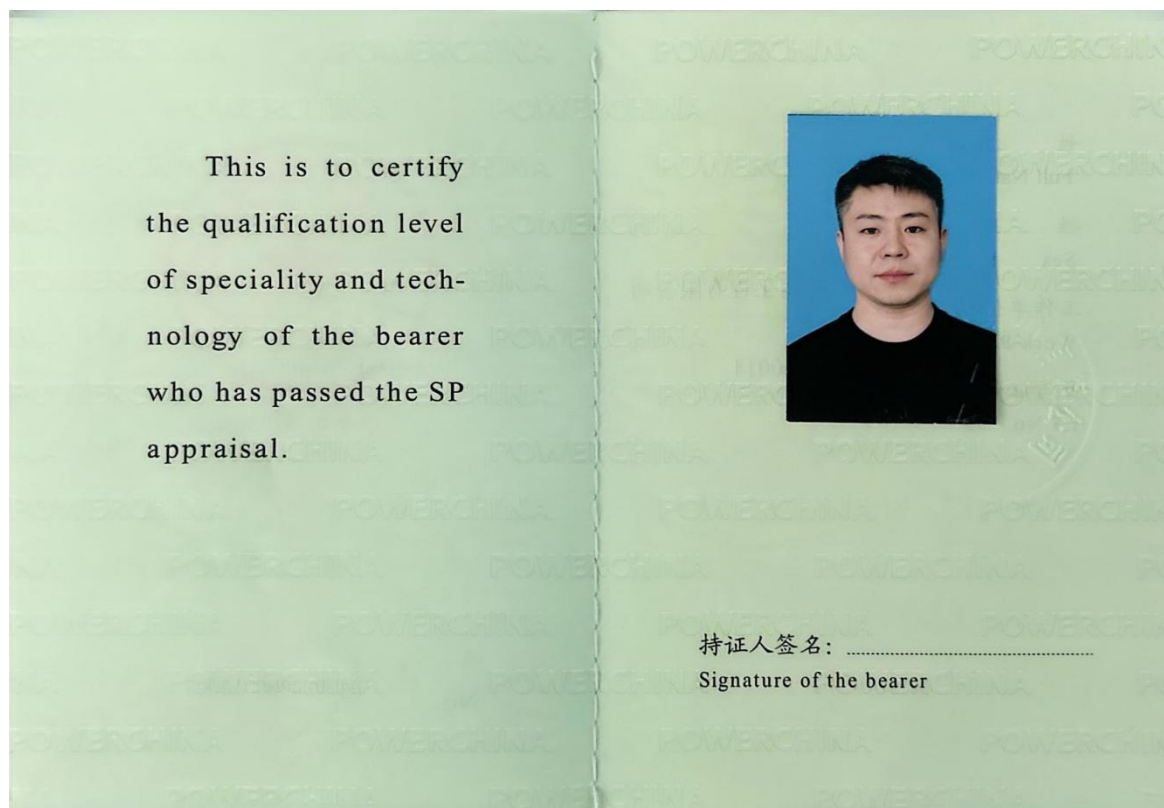 This is to certify
the qualification level
of speciality and tech-
nology of the bearer
who has passed the SP
appraisal.
POWERCHINA
持证人签名：
Signature of the bearer